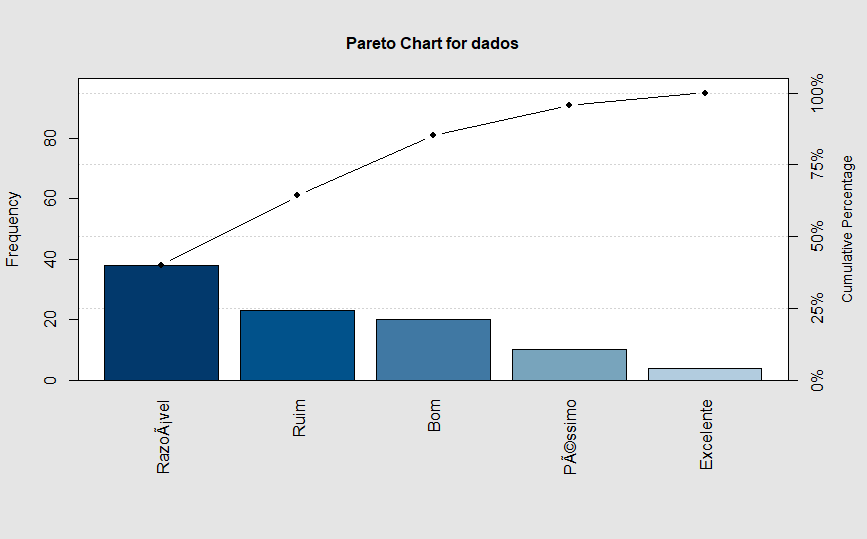 Pareto Chart for dados
Frequency
0
20
40
60
80
0%
25%
50%
75%
100%
Cumulative Percentage
RazoÃ¡vel
Ruim
Bom
PÃ©ssimo
Excelente